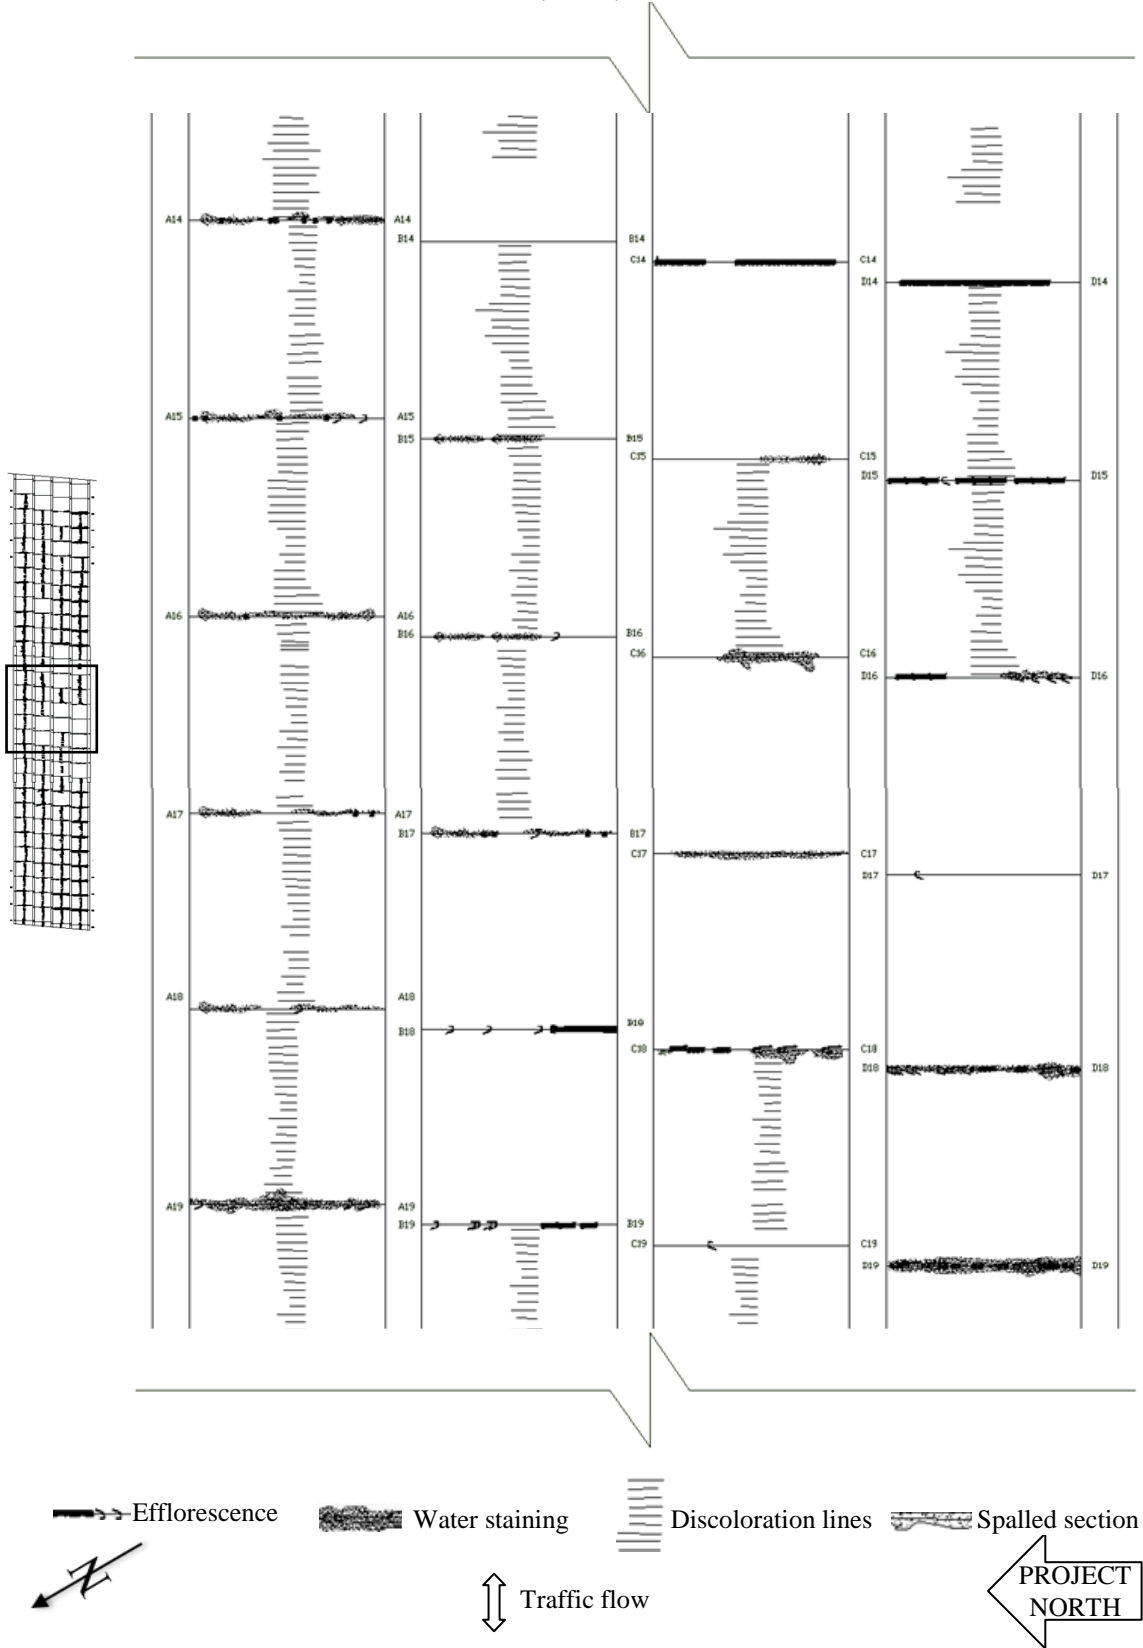 A14 A14
B14 B14
C14 C14
D14 D14
A15 A15
B15 B15
C15 C15
D15 D15
A16 A16
B16 B16
C16 C16
D16 D16
A17 A17
B17 B17
C17 C17
D17 D17
A18 A18
B18 B18
C18 C18
D18 D18
A19 A19
B19 B19
C19 C19
D19 D19
Efflorescence Water staining Discoloration lines Spalled section
N Traffic flow PROJECT
NORTH